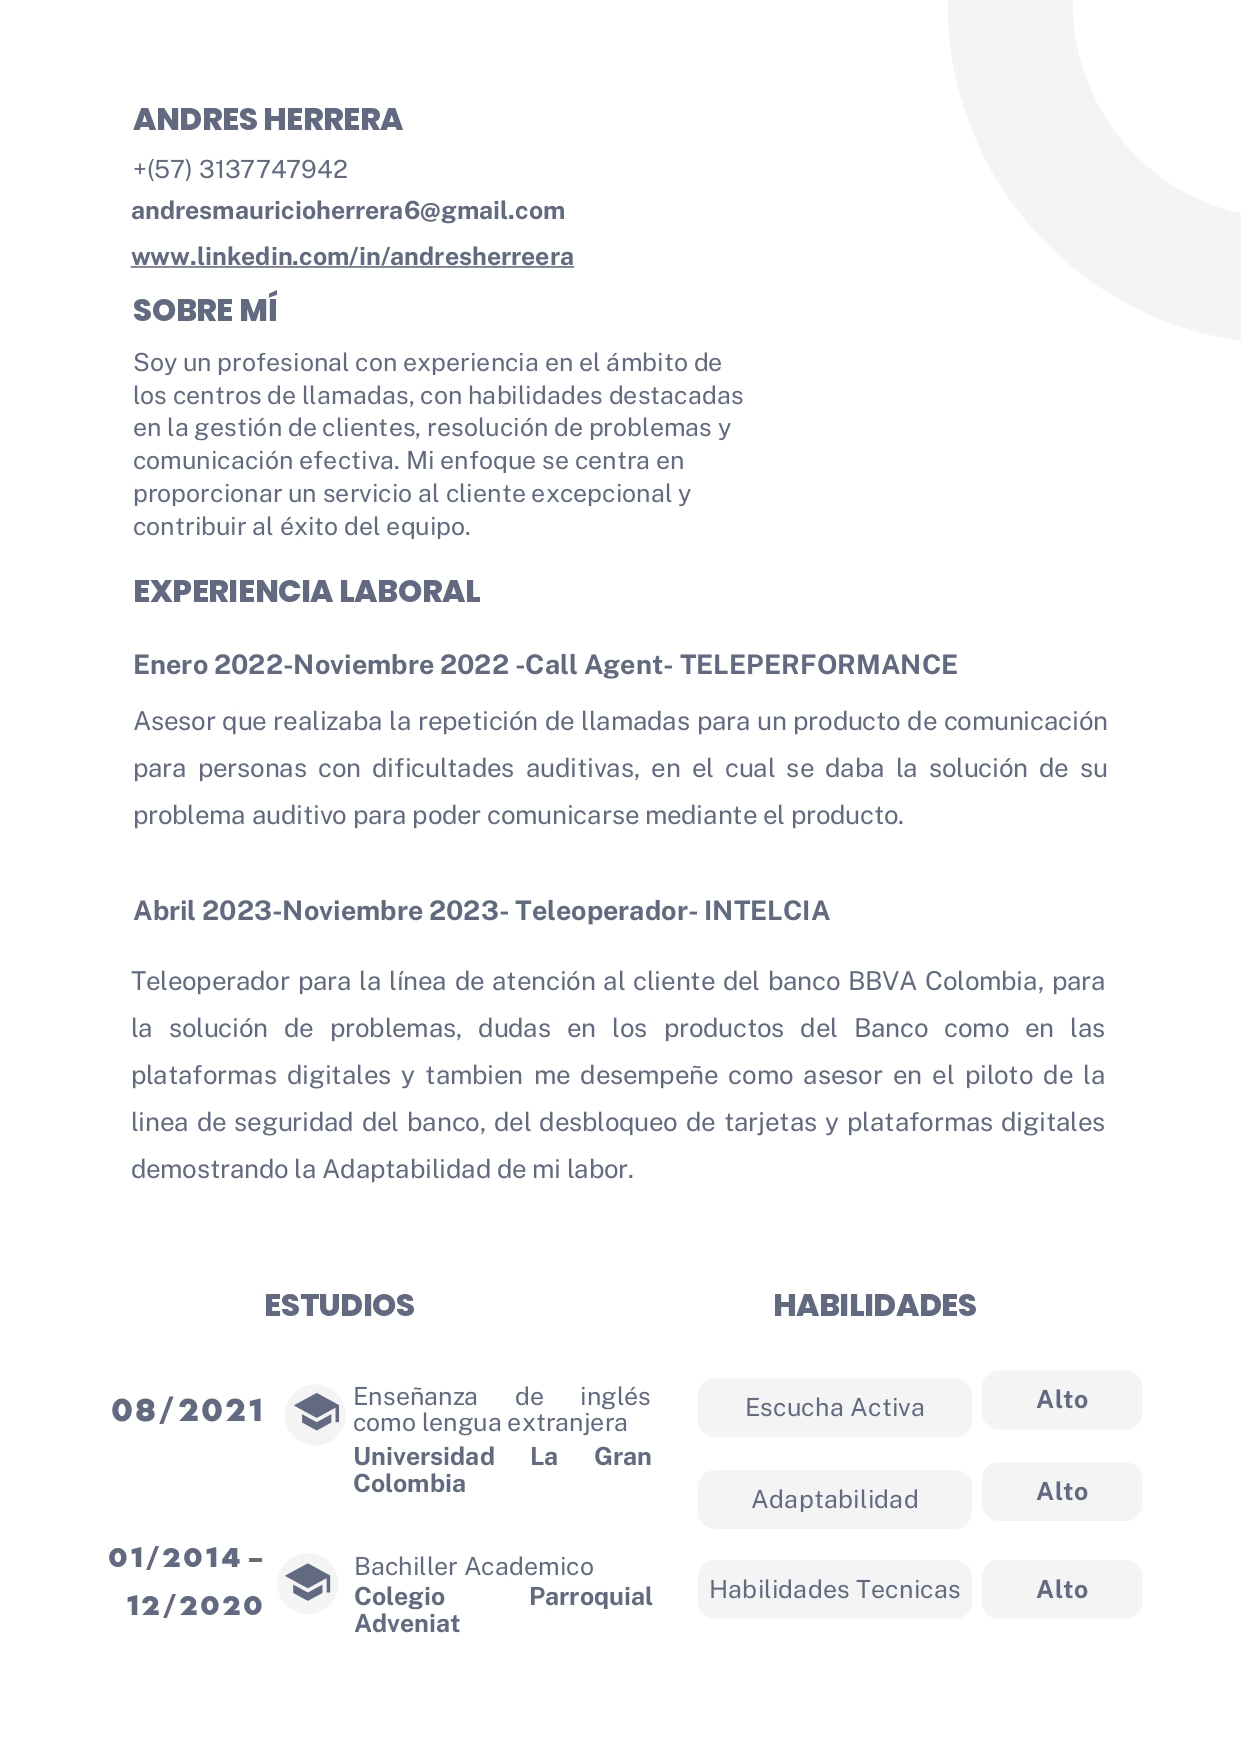 ANDRES HERRERA
+(57) 3137747942
andresmauricioherrera6@gmail.com
www.linkedin.com/in/andresherreera
SOBRE MÍ
Soy un profesional con experiencia en el ámbito de
los centros de llamadas, con habilidades destacadas
en la gestión de clientes, resolución de problemas y
comunicación efectiva. Mi enfoque se centra en
proporcionar un servicio al cliente excepcional y
contribuir al éxito del equipo.
EXPERIENCIA LABORAL
Enero 2022-Noviembre 2022 -Call Agent- TELEPERFORMANCE
Asesor que realizaba la repetición de llamadas para un producto de comunicación
para personas con dificultades auditivas, en el cual se daba la solución de su
problema auditivo para poder comunicarse mediante el producto.
Abril 2023-Noviembre 2023- Teleoperador- INTELCIA
Teleoperador para la línea de atención al cliente del banco BBVA Colombia, para
la solución de problemas, dudas en los productos del Banco como en las
plataformas digitales y tambien me desempeñe como asesor en el piloto de la
linea de seguridad del banco, del desbloqueo de tarjetas y plataformas digitales
demostrando la Adaptabilidad de mi labor.
ESTUDIOS
08/2021
Enseñanza de inglés
como lengua extranjera
Universidad La Gran
Colombia
01/2014 –
12/2020
Bachiller Academico
Colegio Parroquial
Adveniat
HABILIDADES
Escucha Activa
Alto
Adaptabilidad
Alto
Habilidades Tecnicas
Alto